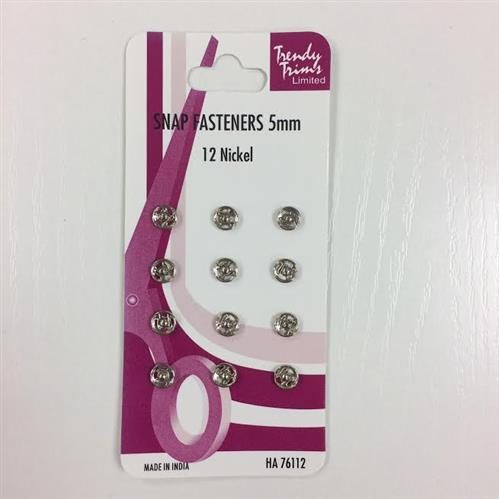 Trendy
Trims
Limited
SNAP FASTENERS 5mm
12 Nickel
MADE IN INDIA
HA 76112